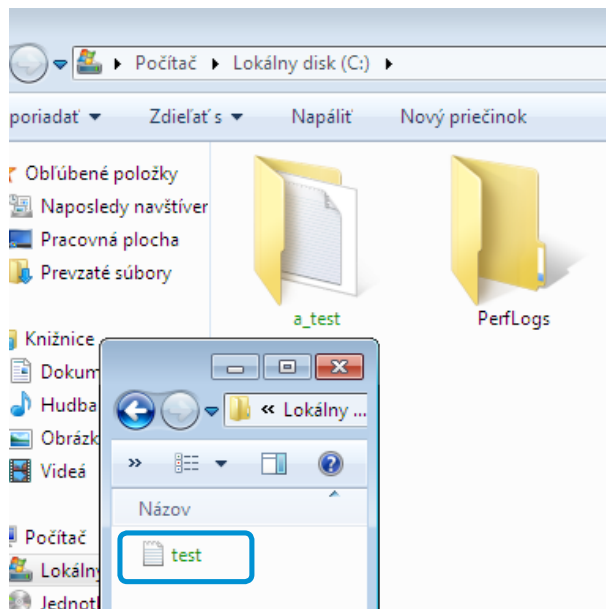 Počítač Lokálny disk (C:)
poriadať Zdieľať s Napáliť Nový priečinok
Obľúbené položky
Naposledy navštíver
Pracovná plocha
Prevzaté súbory
a_test PerfLogs
Knižnice
Dokum
Hudba
Obrázk
Videá
Počítač
Lokálny
Jednotl
« Lokálny ...
»
Názov
test